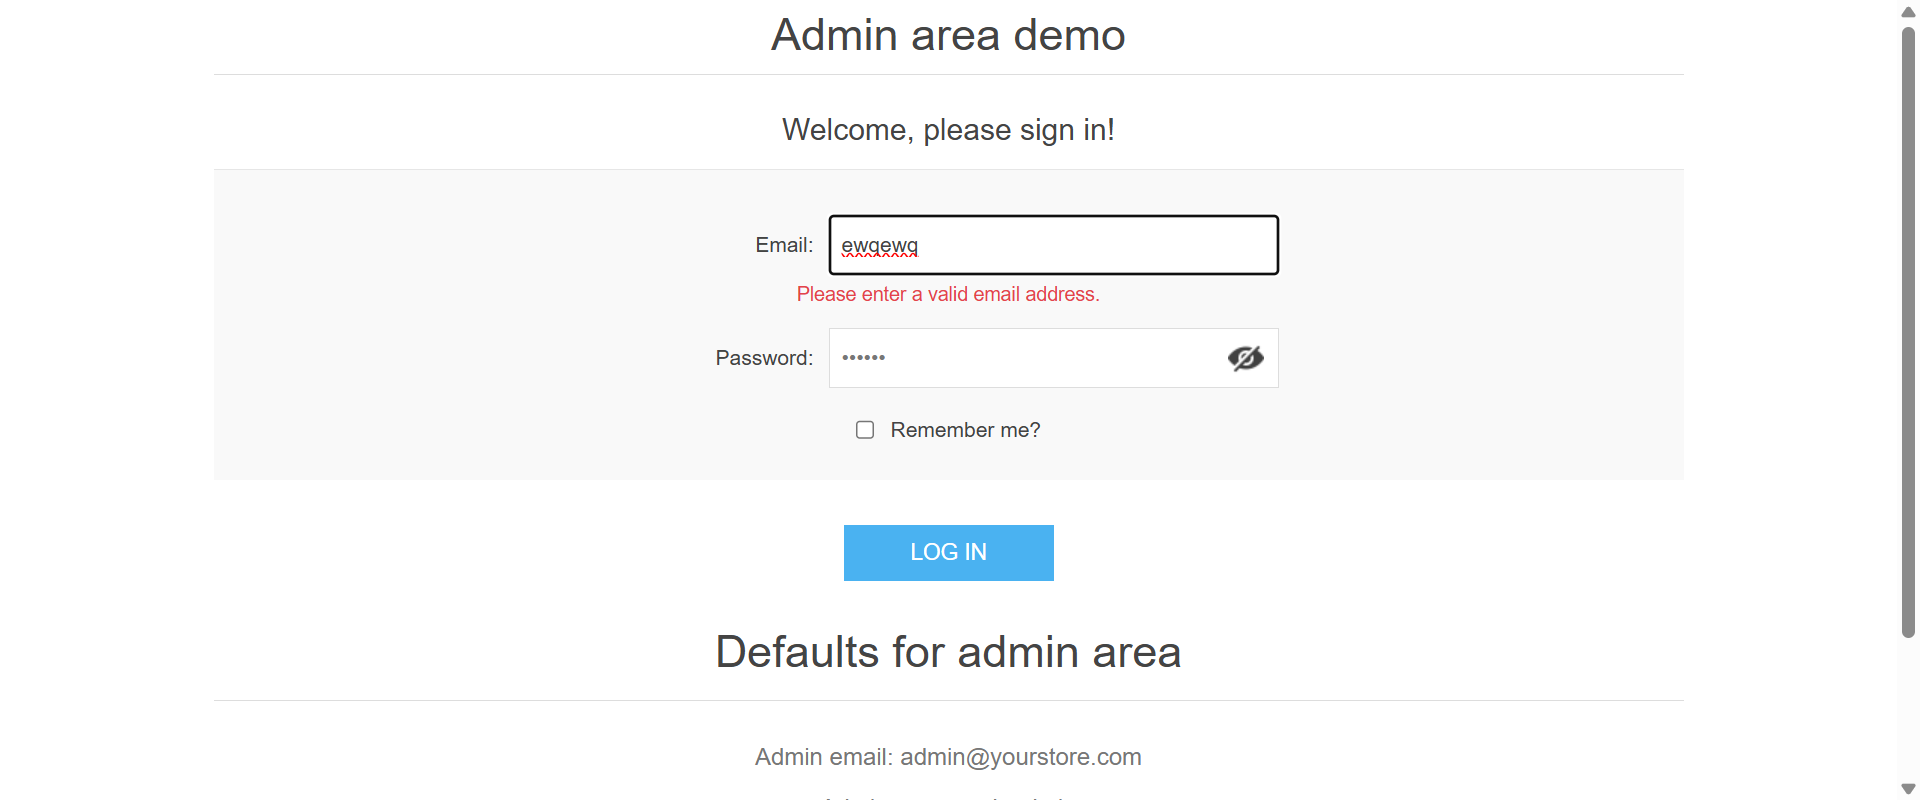 Admin area demo
Welcome, please sign in!
Email: ewqewq
Please enter a valid email address.
Password: ••••••
Remember me?
LOG IN
Defaults for admin area
Admin email: admin@yourstore.com